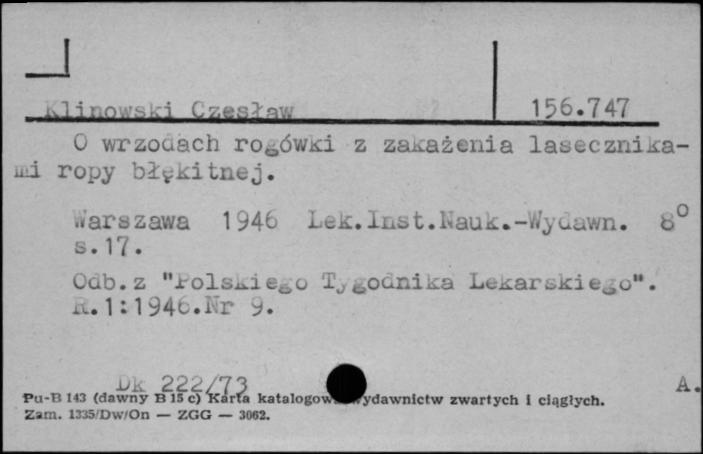 Klinowski Czesław 156.747
O wrzodach rogówki z zakażenia lasecznika-
mi ropy błękitnej.
Warszawa 1946 Lek.Inst.Nauk.-Wydawn. 8°
s.17.
Odb.z "Polskiego Tygodnika Lekarskiego".
R.1:1946.Nr 9.
Dk 222/73 A.
Pu-B 143 (dawny B 15 c) Karta katalogowa wydawnictw zwartych i ciągłych.
Zam. 1335/Dw/On — ZGG — 3062.